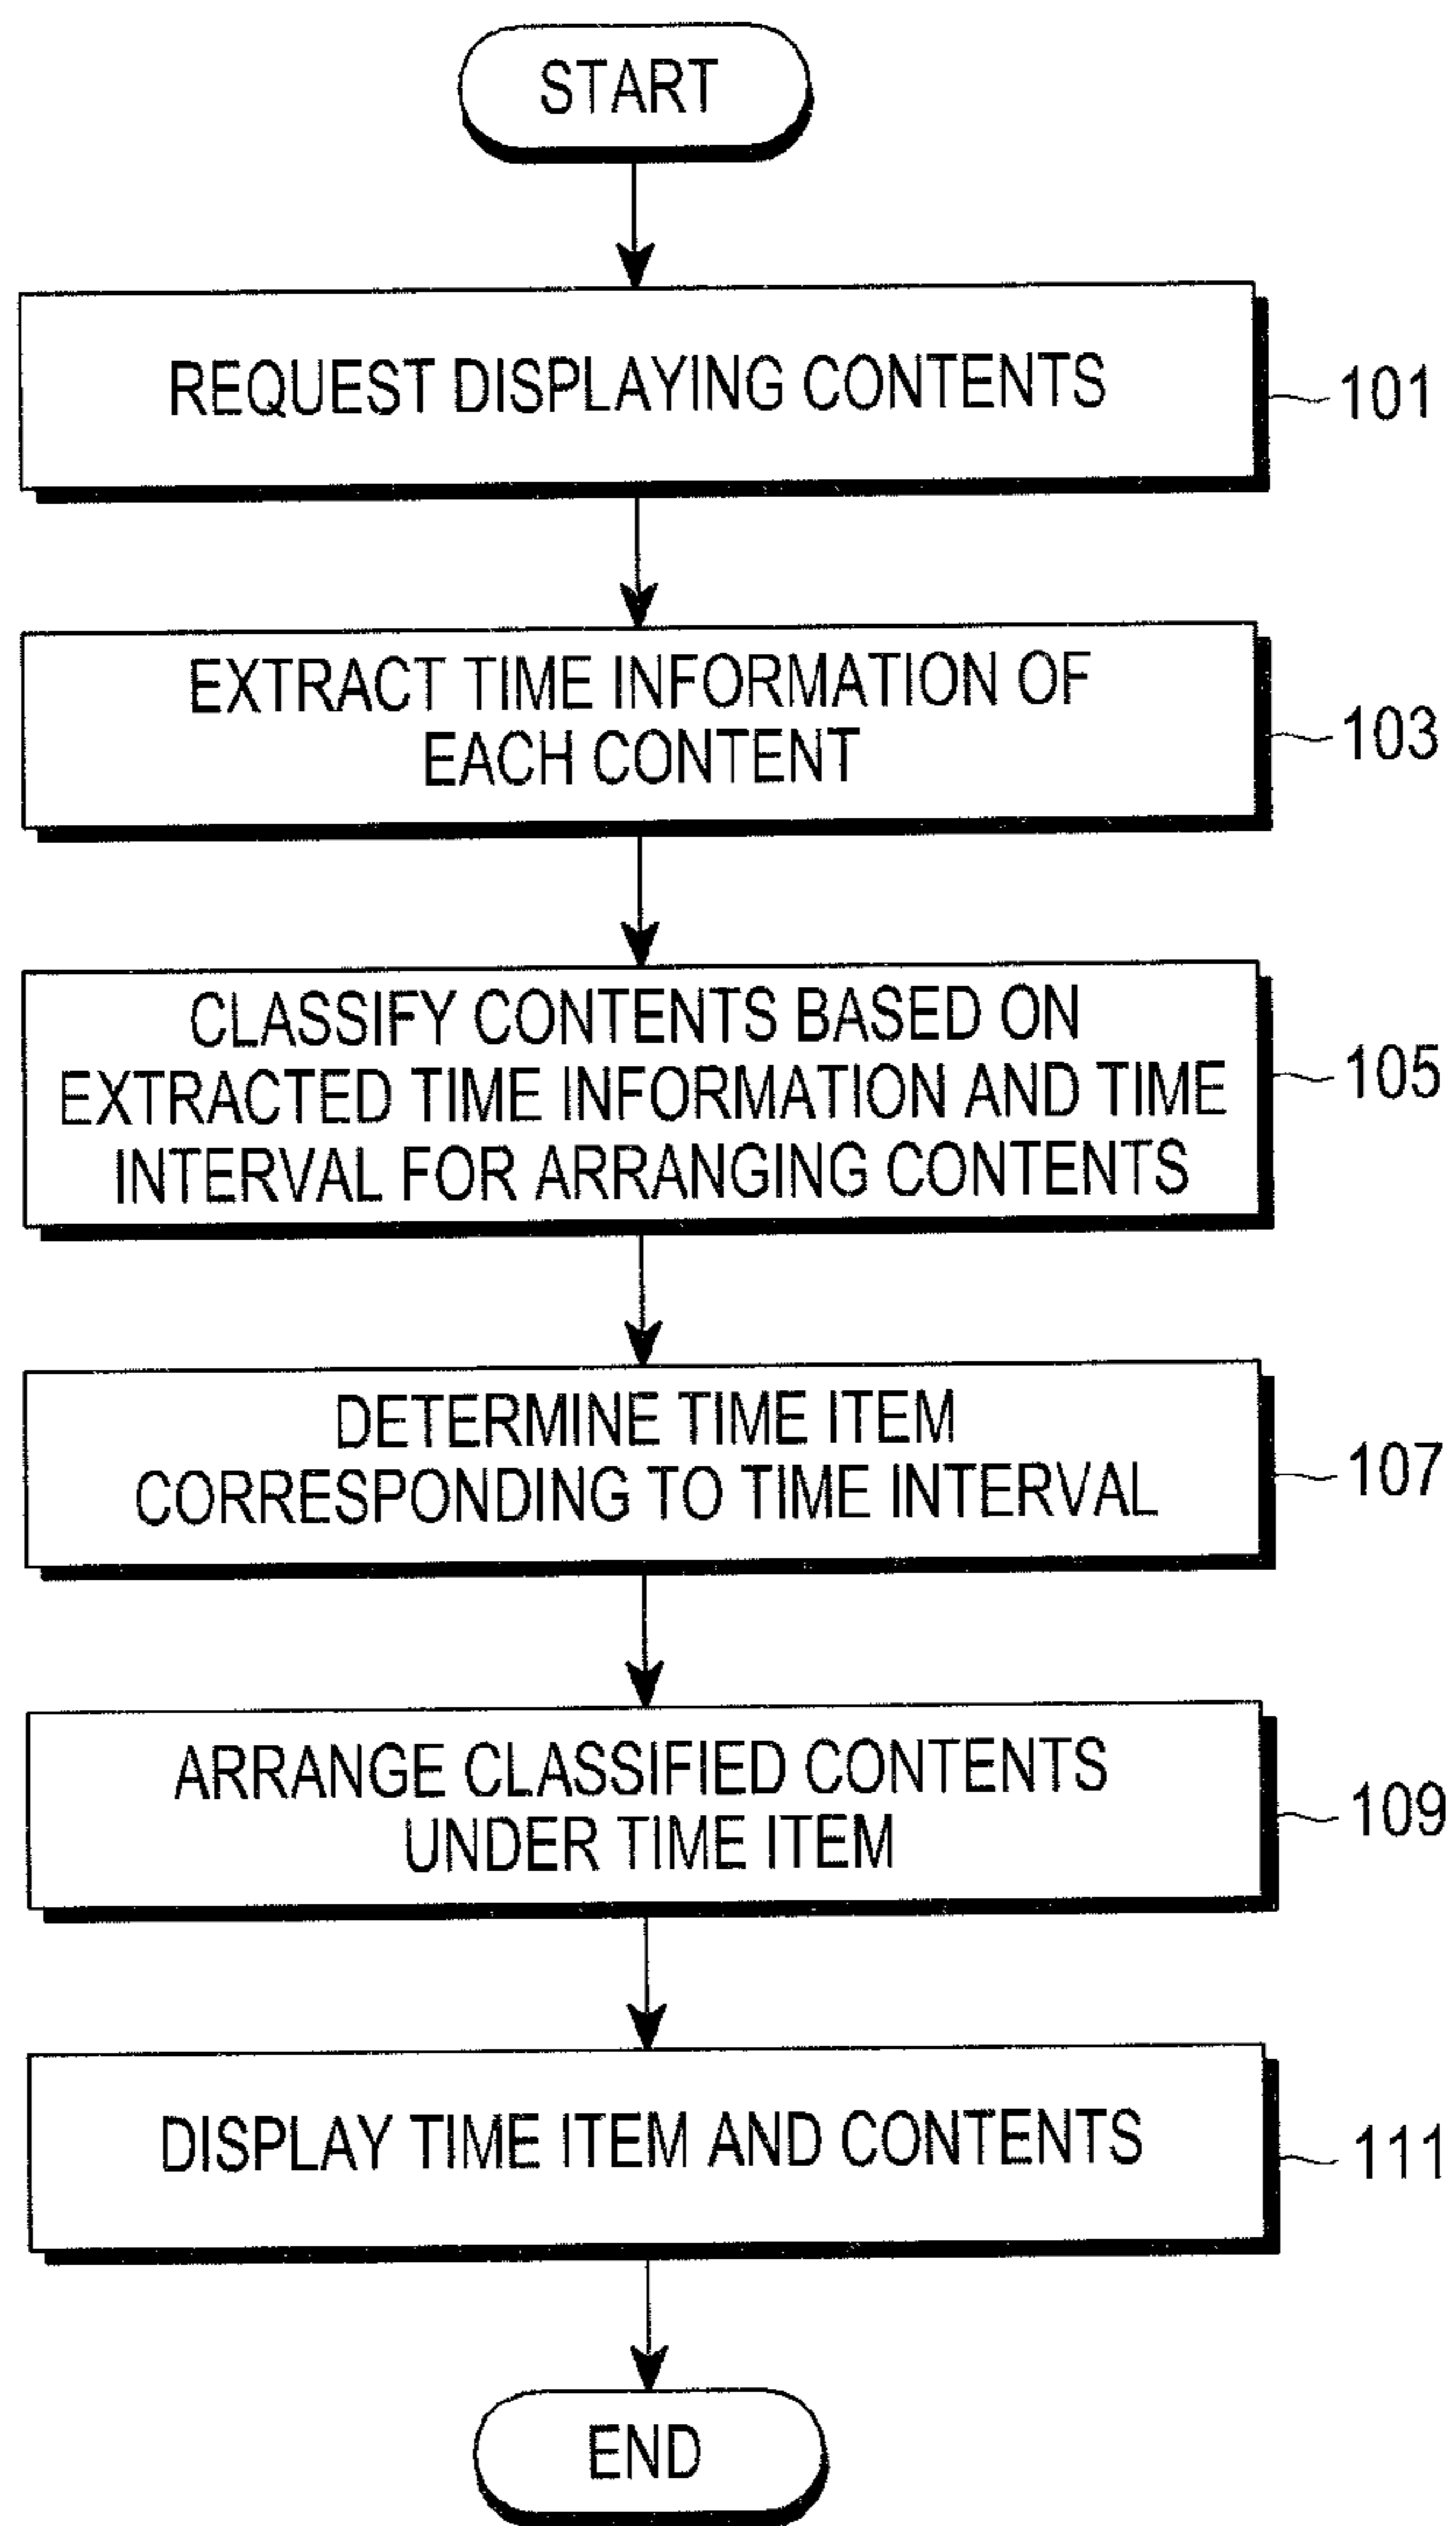 START
REQUEST DISPLAYING CONTENTS
101
EXTRACT TIME INFORMATION OF
EACH CONTENT
103
CLASSIFY CONTENTS BASED ON
EXTRACTED TIME INFORMATION AND TIME
INTERVAL FOR ARRANGING CONTENTS
105
DETERMINE TIME ITEM
CORRESPONDING TO TIME INTERVAL
107
ARRANGE CLASSIFIED CONTENTS
UNDER TIME ITEM
109
DISPLAY TIME ITEM AND CONTENTS
111
END